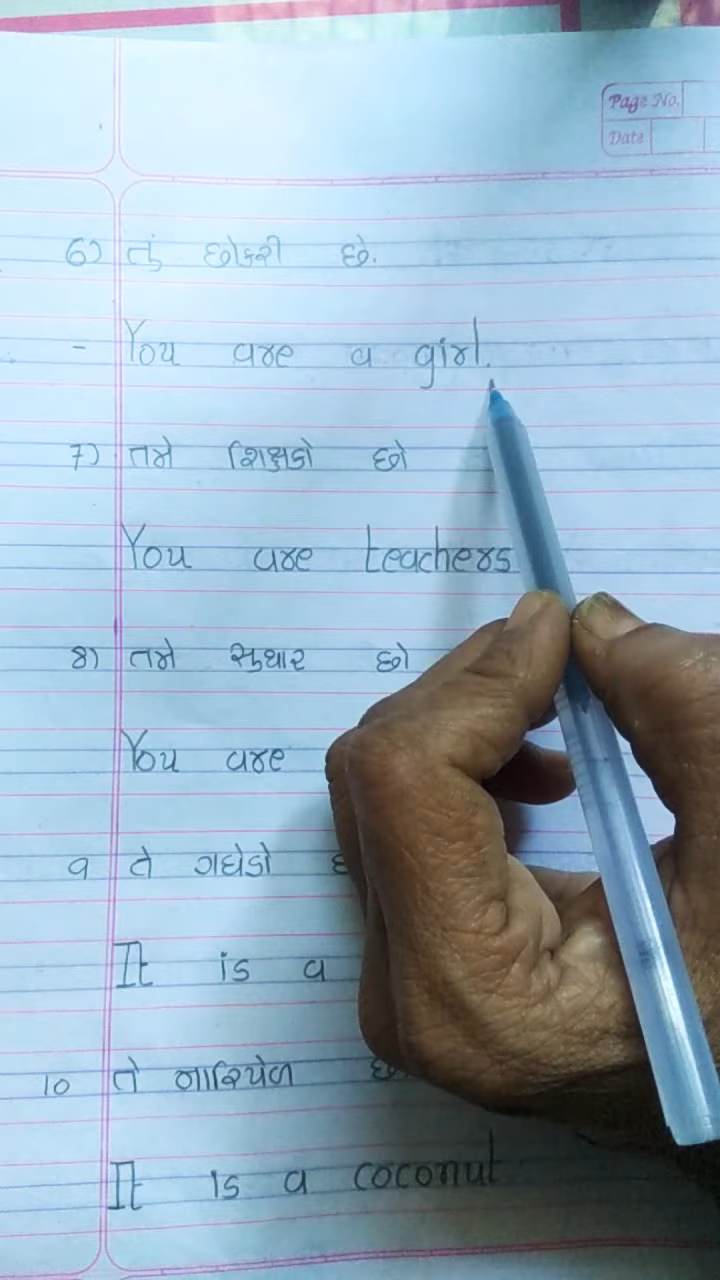 Page No.
Date
6) તું છોકરી છે.
- You are a girl.
7) તમે શિક્ષકો છો
You are teachers
8) તમે સુથાર છો
You are
9 તે ગધેડો
It is a
10 તે નારિયેળ છે
It is a coconut